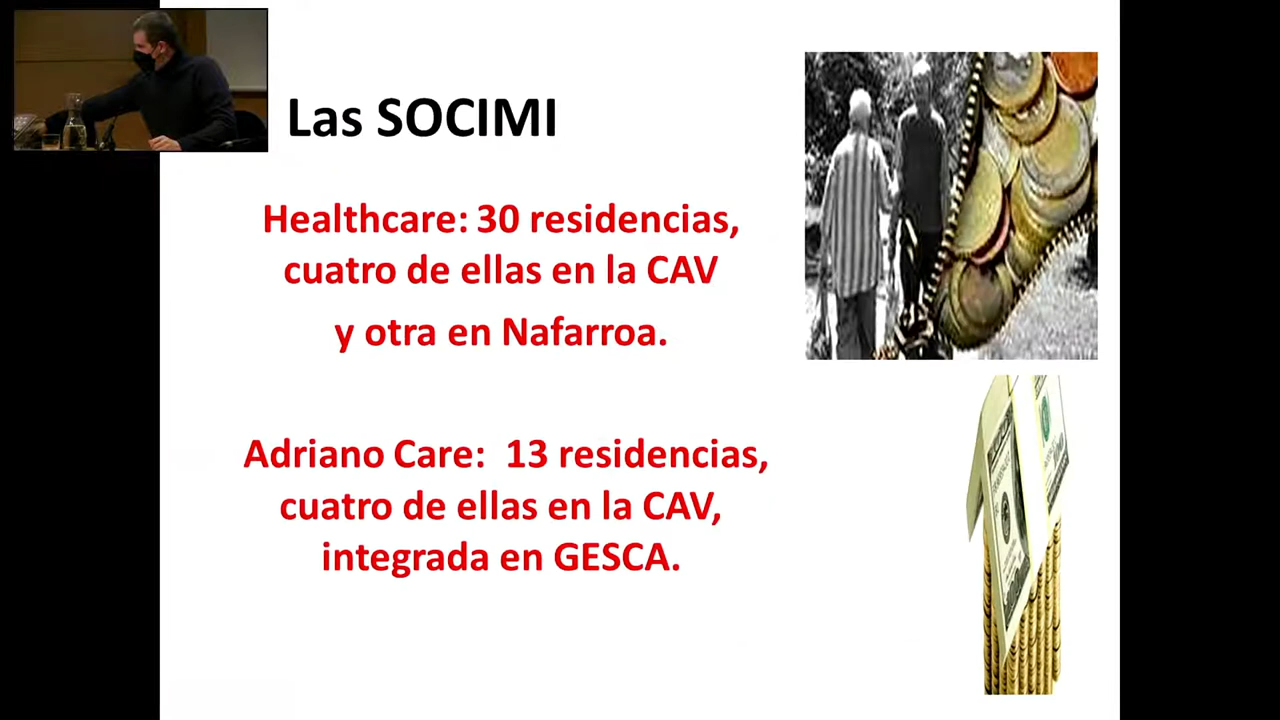 Las SOCIMI
Healthcare: 30 residencias,
cuatro de ellas en la CAV
y otra en Nafarroa.
Adriano Care: 13 residencias,
cuatro de ellas en la CAV,
integrada en GESCA.